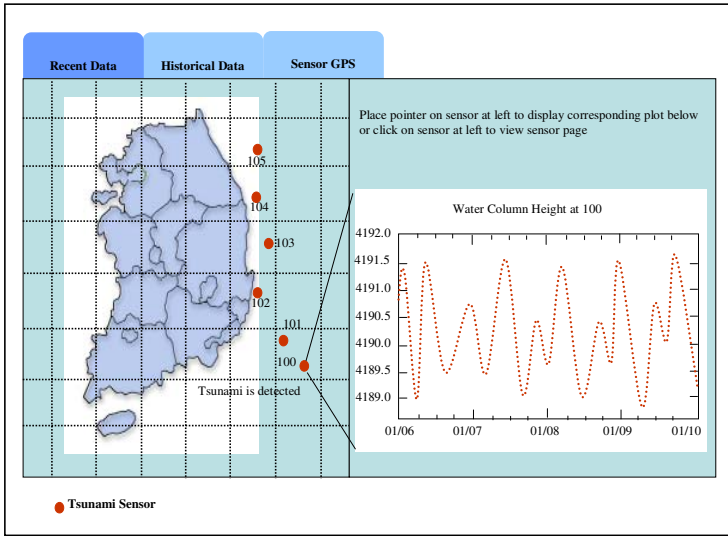 Recent Data
Historical Data
Sensor GPS
Place pointer on sensor at left to display corresponding plot below
or click on sensor at left to view sensor page
105
104
103
102
101
100
Tsunami is detected
Water Column Height at 100
4192.0
4191.5
4191.0
4190.5
4190.0
4189.5
4189.0
01/06
01/07
01/08
01/09
01/10
Tsunami Sensor